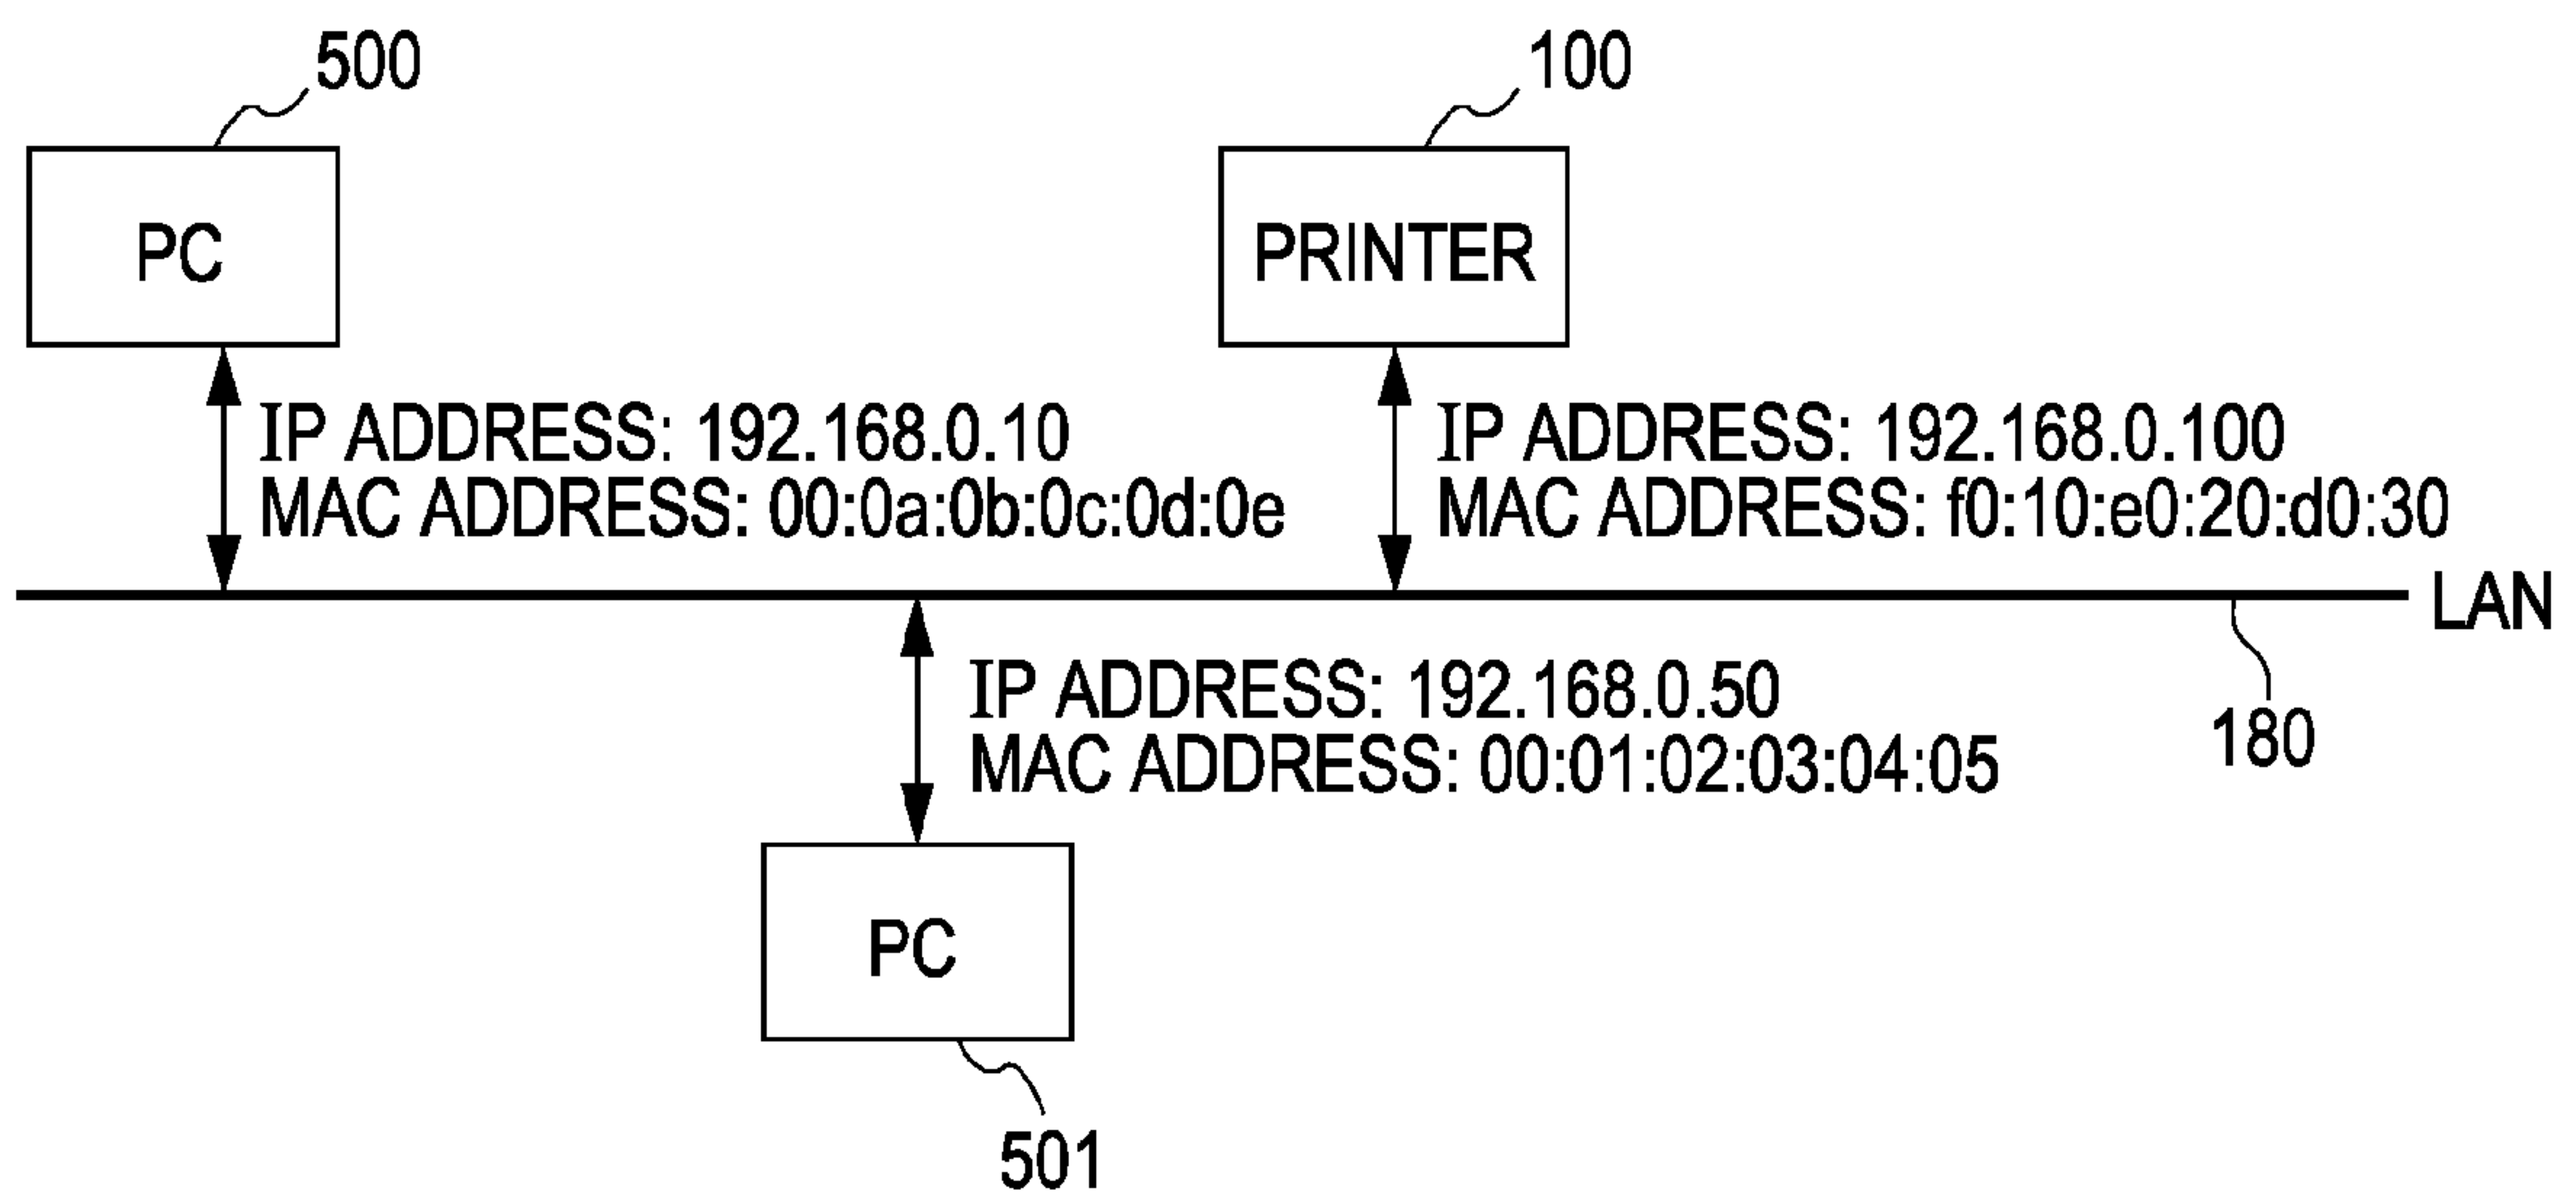 500
100
PC
PRINTER
IP ADDRESS: 192.168.0.10
MAC ADDRESS: 00:0a:0b:0c:0d:0e
IP ADDRESS: 192.168.0.100
MAC ADDRESS: f0:10:e0:20:d0:30
LAN
IP ADDRESS: 192.168.0.50
MAC ADDRESS: 00:01:02:03:04:05
180
PC
501